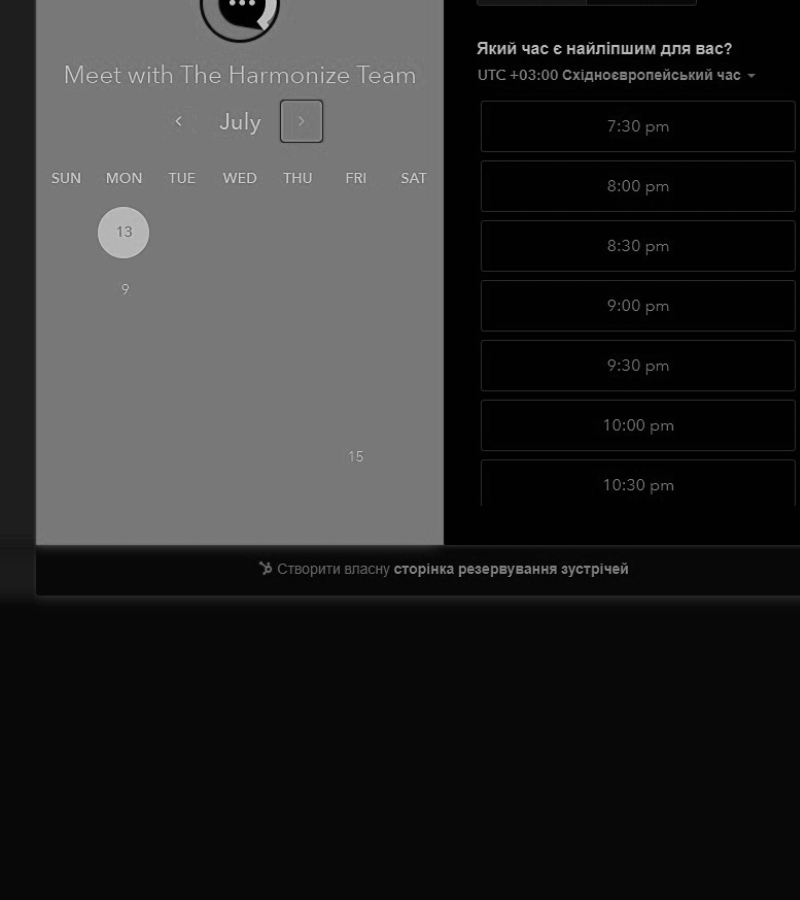 Meet with The Harmonize Team
July
SUN MON TUE WED THU FRI SAT
13
9
15
Який час є найліпшим для вас?
UTC +03:00 Східноєвропейський час
7:30 pm
8:00 pm
8:30 pm
9:00 pm
9:30 pm
10:00 pm
10:30 pm
Створити власну сторінка резервування зустрічей